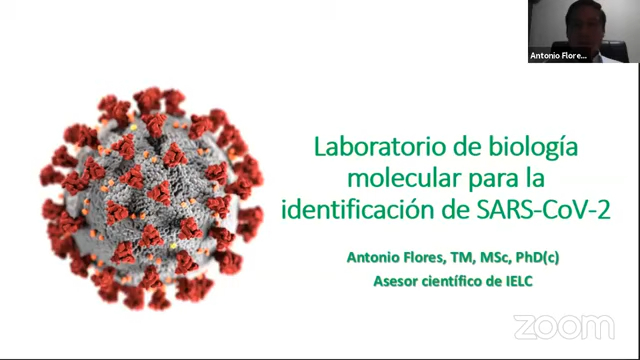 Antonio Flore...
Laboratorio de biología
molecular para la
identificación de SARS-CoV-2
Antonio Flores, TM, MSc, PhD(c)
Asesor científico de IELC
zoom